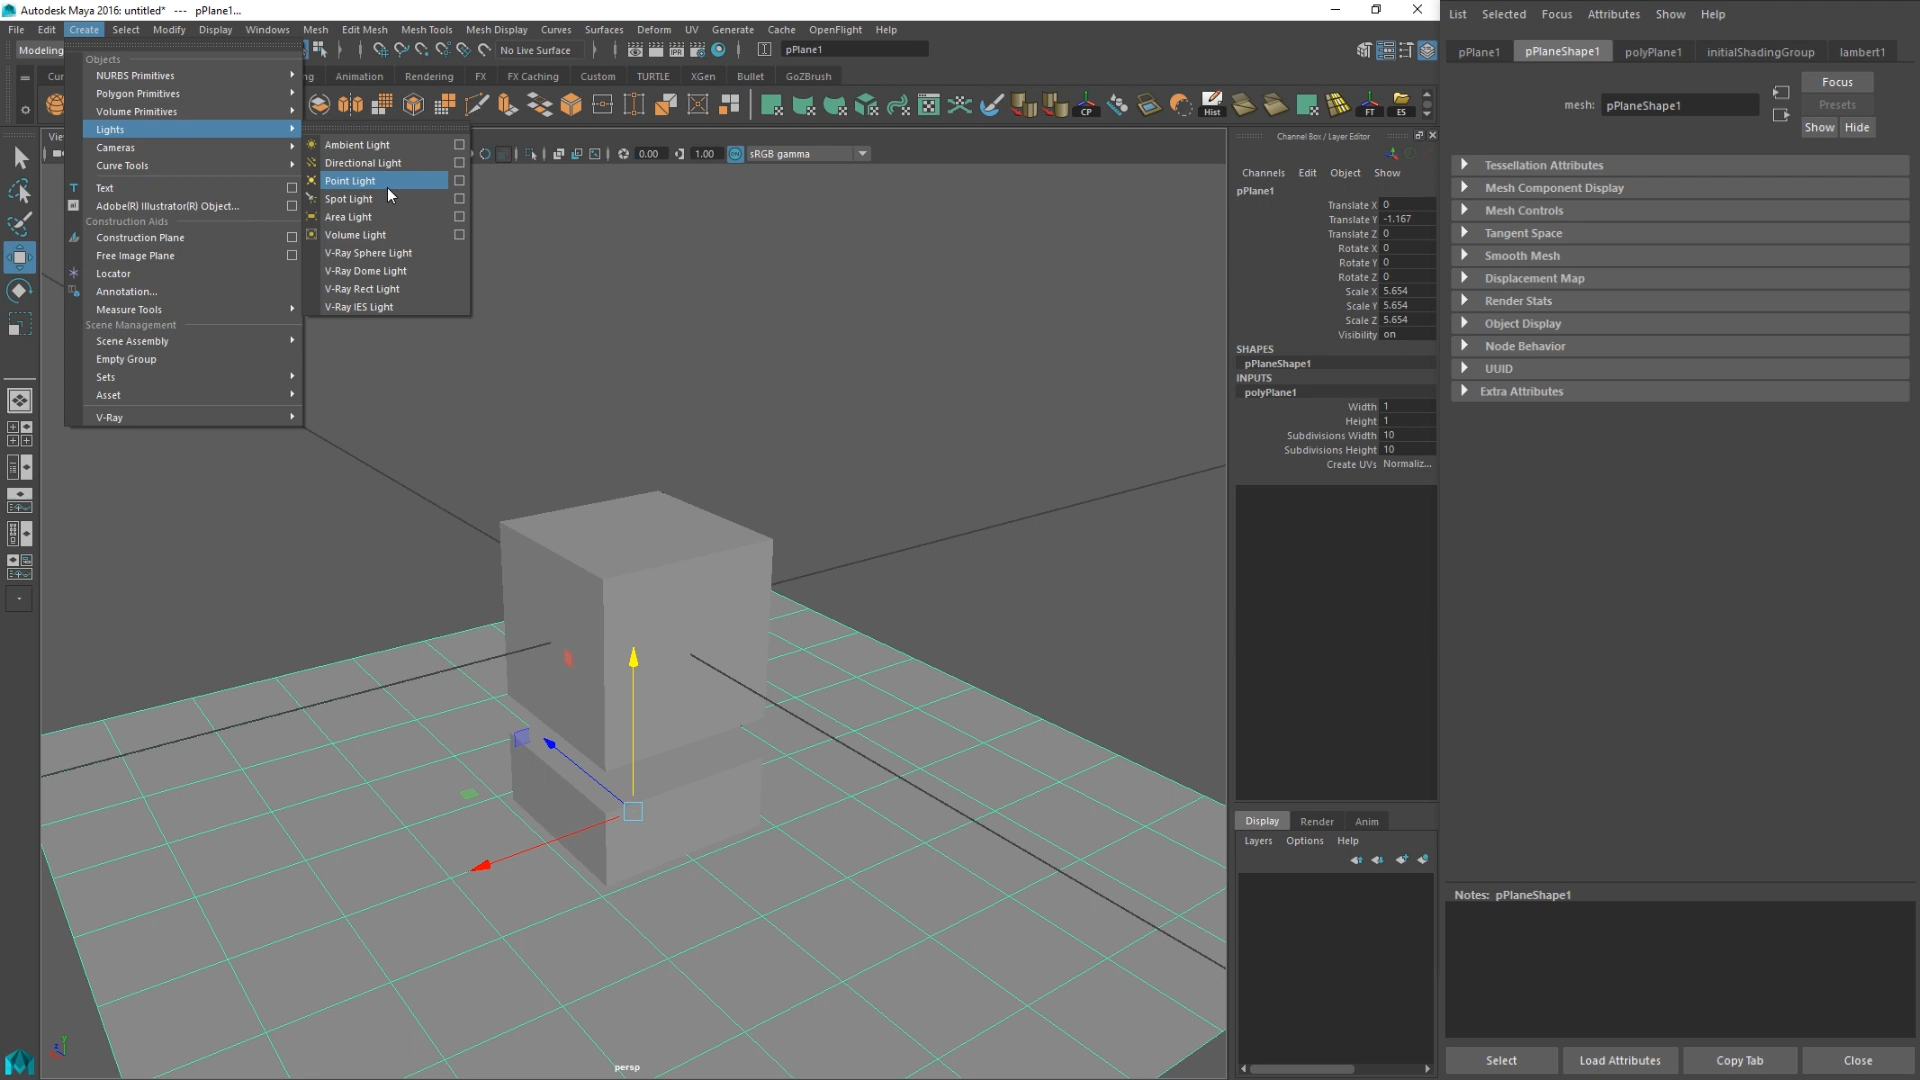 Autodesk Maya 2016: untitled* --- pPlane1...
File Edit Create Select Modify Display Windows Mesh Edit Mesh Mesh Tools Mesh Display Curves Surfaces Deform UV Generate Cache OpenFlight Help
Modeling No Live Surface pPlane1
Animation Rendering FX FX Caching Custom TURTLE XGen Bullet GoZBrush
CP Hist FT ES
Objects
NURBS Primitives
Polygon Primitives
Volume Primitives
Lights
Cameras
Curve Tools
Text
Adobe(R) Illustrator(R) Object...
Construction Aids
Construction Plane
Free Image Plane
Locator
Annotation...
Measure Tools
Scene Management
Scene Assembly
Empty Group
Sets
Asset
V-Ray
Ambient Light
Directional Light
Point Light
Spot Light
Area Light
Volume Light
V-Ray Sphere Light
V-Ray Dome Light
V-Ray Rect Light
V-Ray IES Light
0.00 1.00 sRGB gamma
persp
Channel Box / Layer Editor
Channels Edit Object Show
pPlane1
Translate X 0
Translate Y -1.167
Translate Z 0
Rotate X 0
Rotate Y 0
Rotate Z 0
Scale X 5.654
Scale Y 5.654
Scale Z 5.654
Visibility on
SHAPES
pPlaneShape1
INPUTS
polyPlane1
Width 1
Height 1
Subdivisions Width 10
Subdivisions Height 10
Create UVs Normaliz...
Display Render Anim
Layers Options Help
List Selected Focus Attributes Show Help
pPlane1 pPlaneShape1 polyPlane1 initialShadingGroup lambert1
Focus
mesh: pPlaneShape1 Presets
Show Hide
Tessellation Attributes
Mesh Component Display
Mesh Controls
Tangent Space
Smooth Mesh
Displacement Map
Render Stats
Object Display
Node Behavior
UUID
Extra Attributes
Notes: pPlaneShape1
Select Load Attributes Copy Tab Close